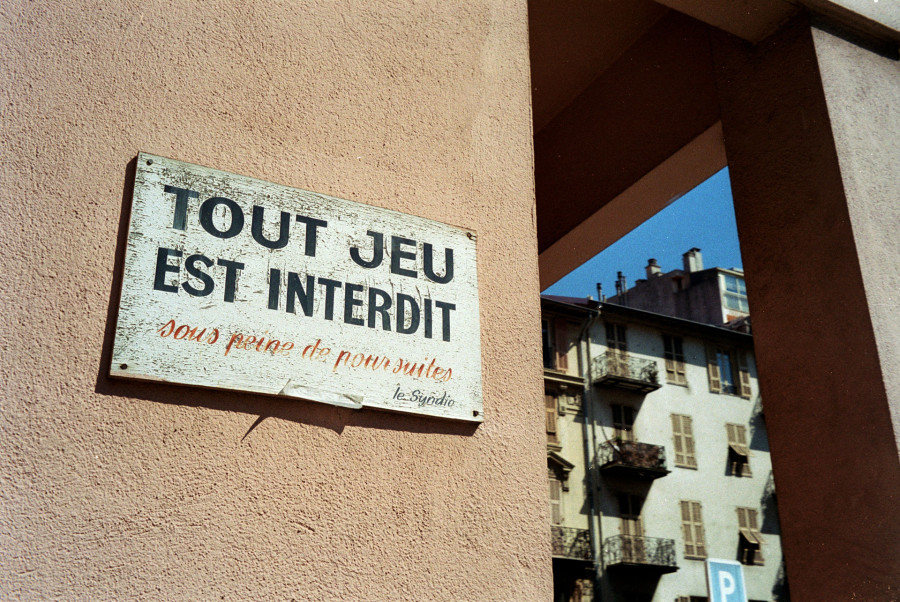 TOUT JEU
EST INTERDIT
sous peine de poursuites
le Syndic
P